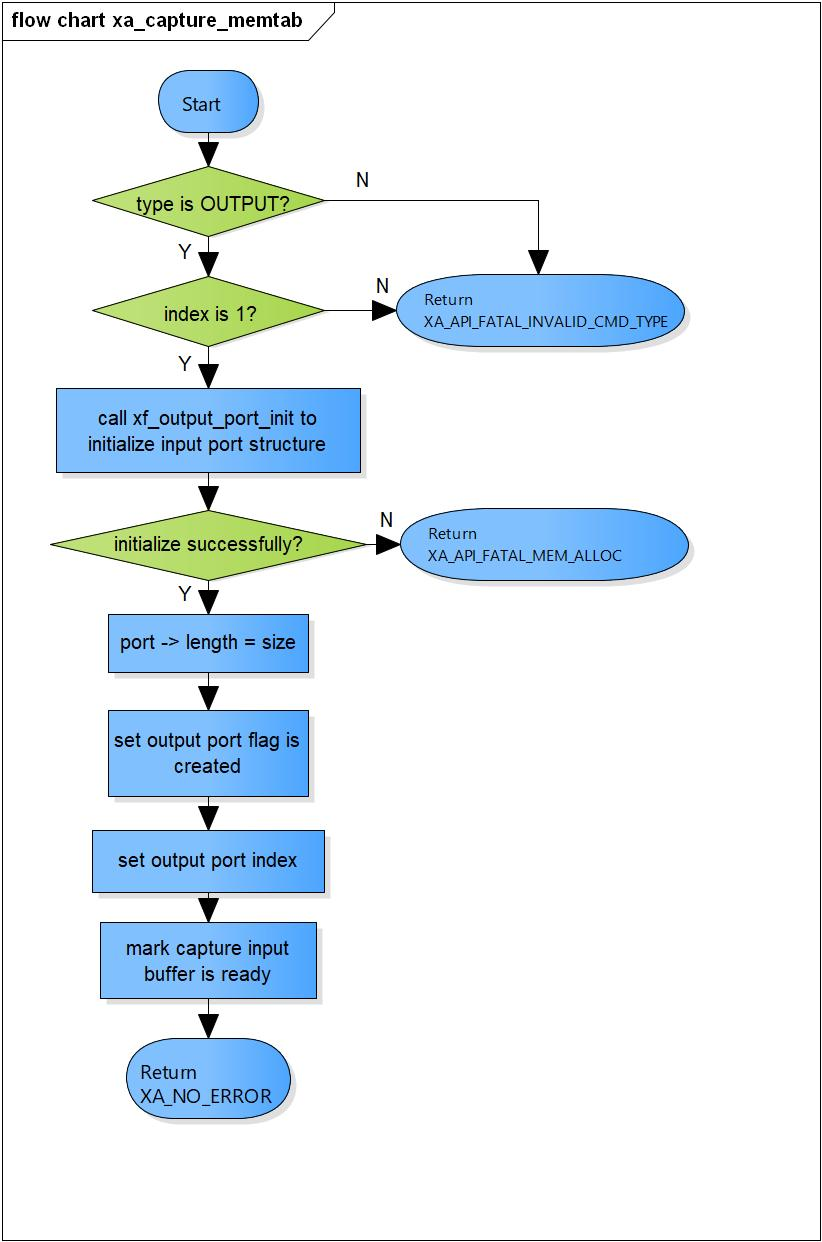 flow chart xa_capture_memtab
Start
N
type is OUTPUT?
Y
N
index is 1?
Return
XA_API_FATAL_INVALID_CMD_TYPE
Y
call xf_output_port_init to
initialize input port structure
N
initialize successfully?
Return
XA_API_FATAL_MEM_ALLOC
Y
port -> length = size
set output port flag is
created
set output port index
mark capture input
buffer is ready
Return
XA_NO_ERROR